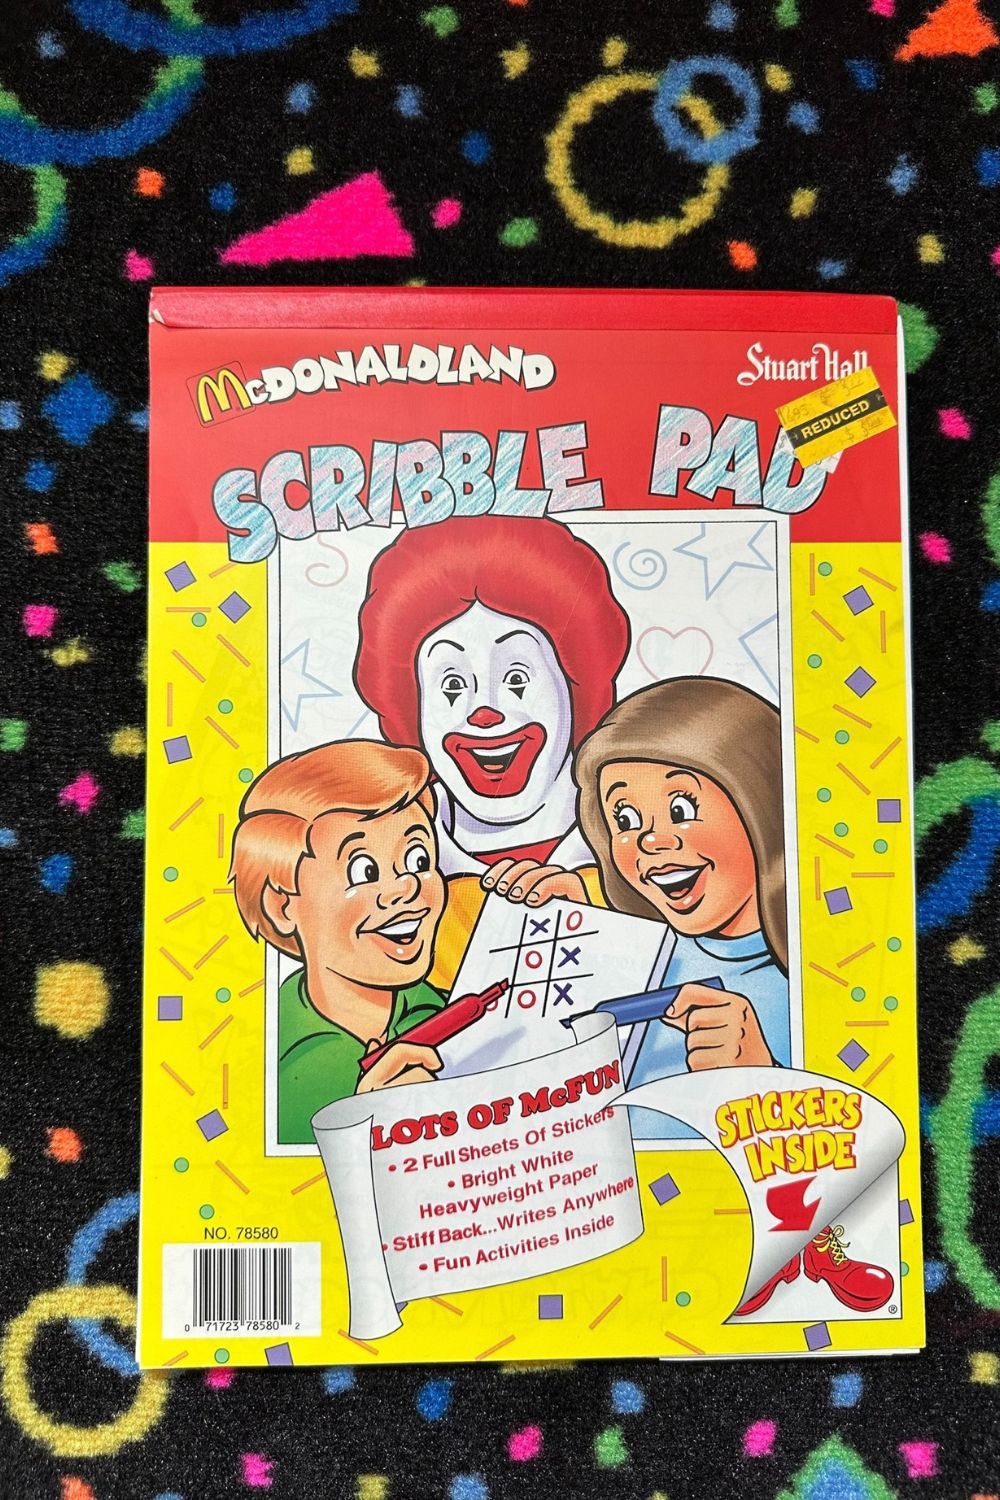 McDONALDLAND
Stuart Hall
REDUCED
SCRIBBLE PAD
X O
O X
O O X
LOTS OF McFUN
• 2 Full Sheets Of Stickers
• Bright White
Heavyweight Paper
• Stiff Back...Writes Anywhere
• Fun Activities Inside
STICKERS
INSIDE
®
NO. 78580
0 71723 78580 2